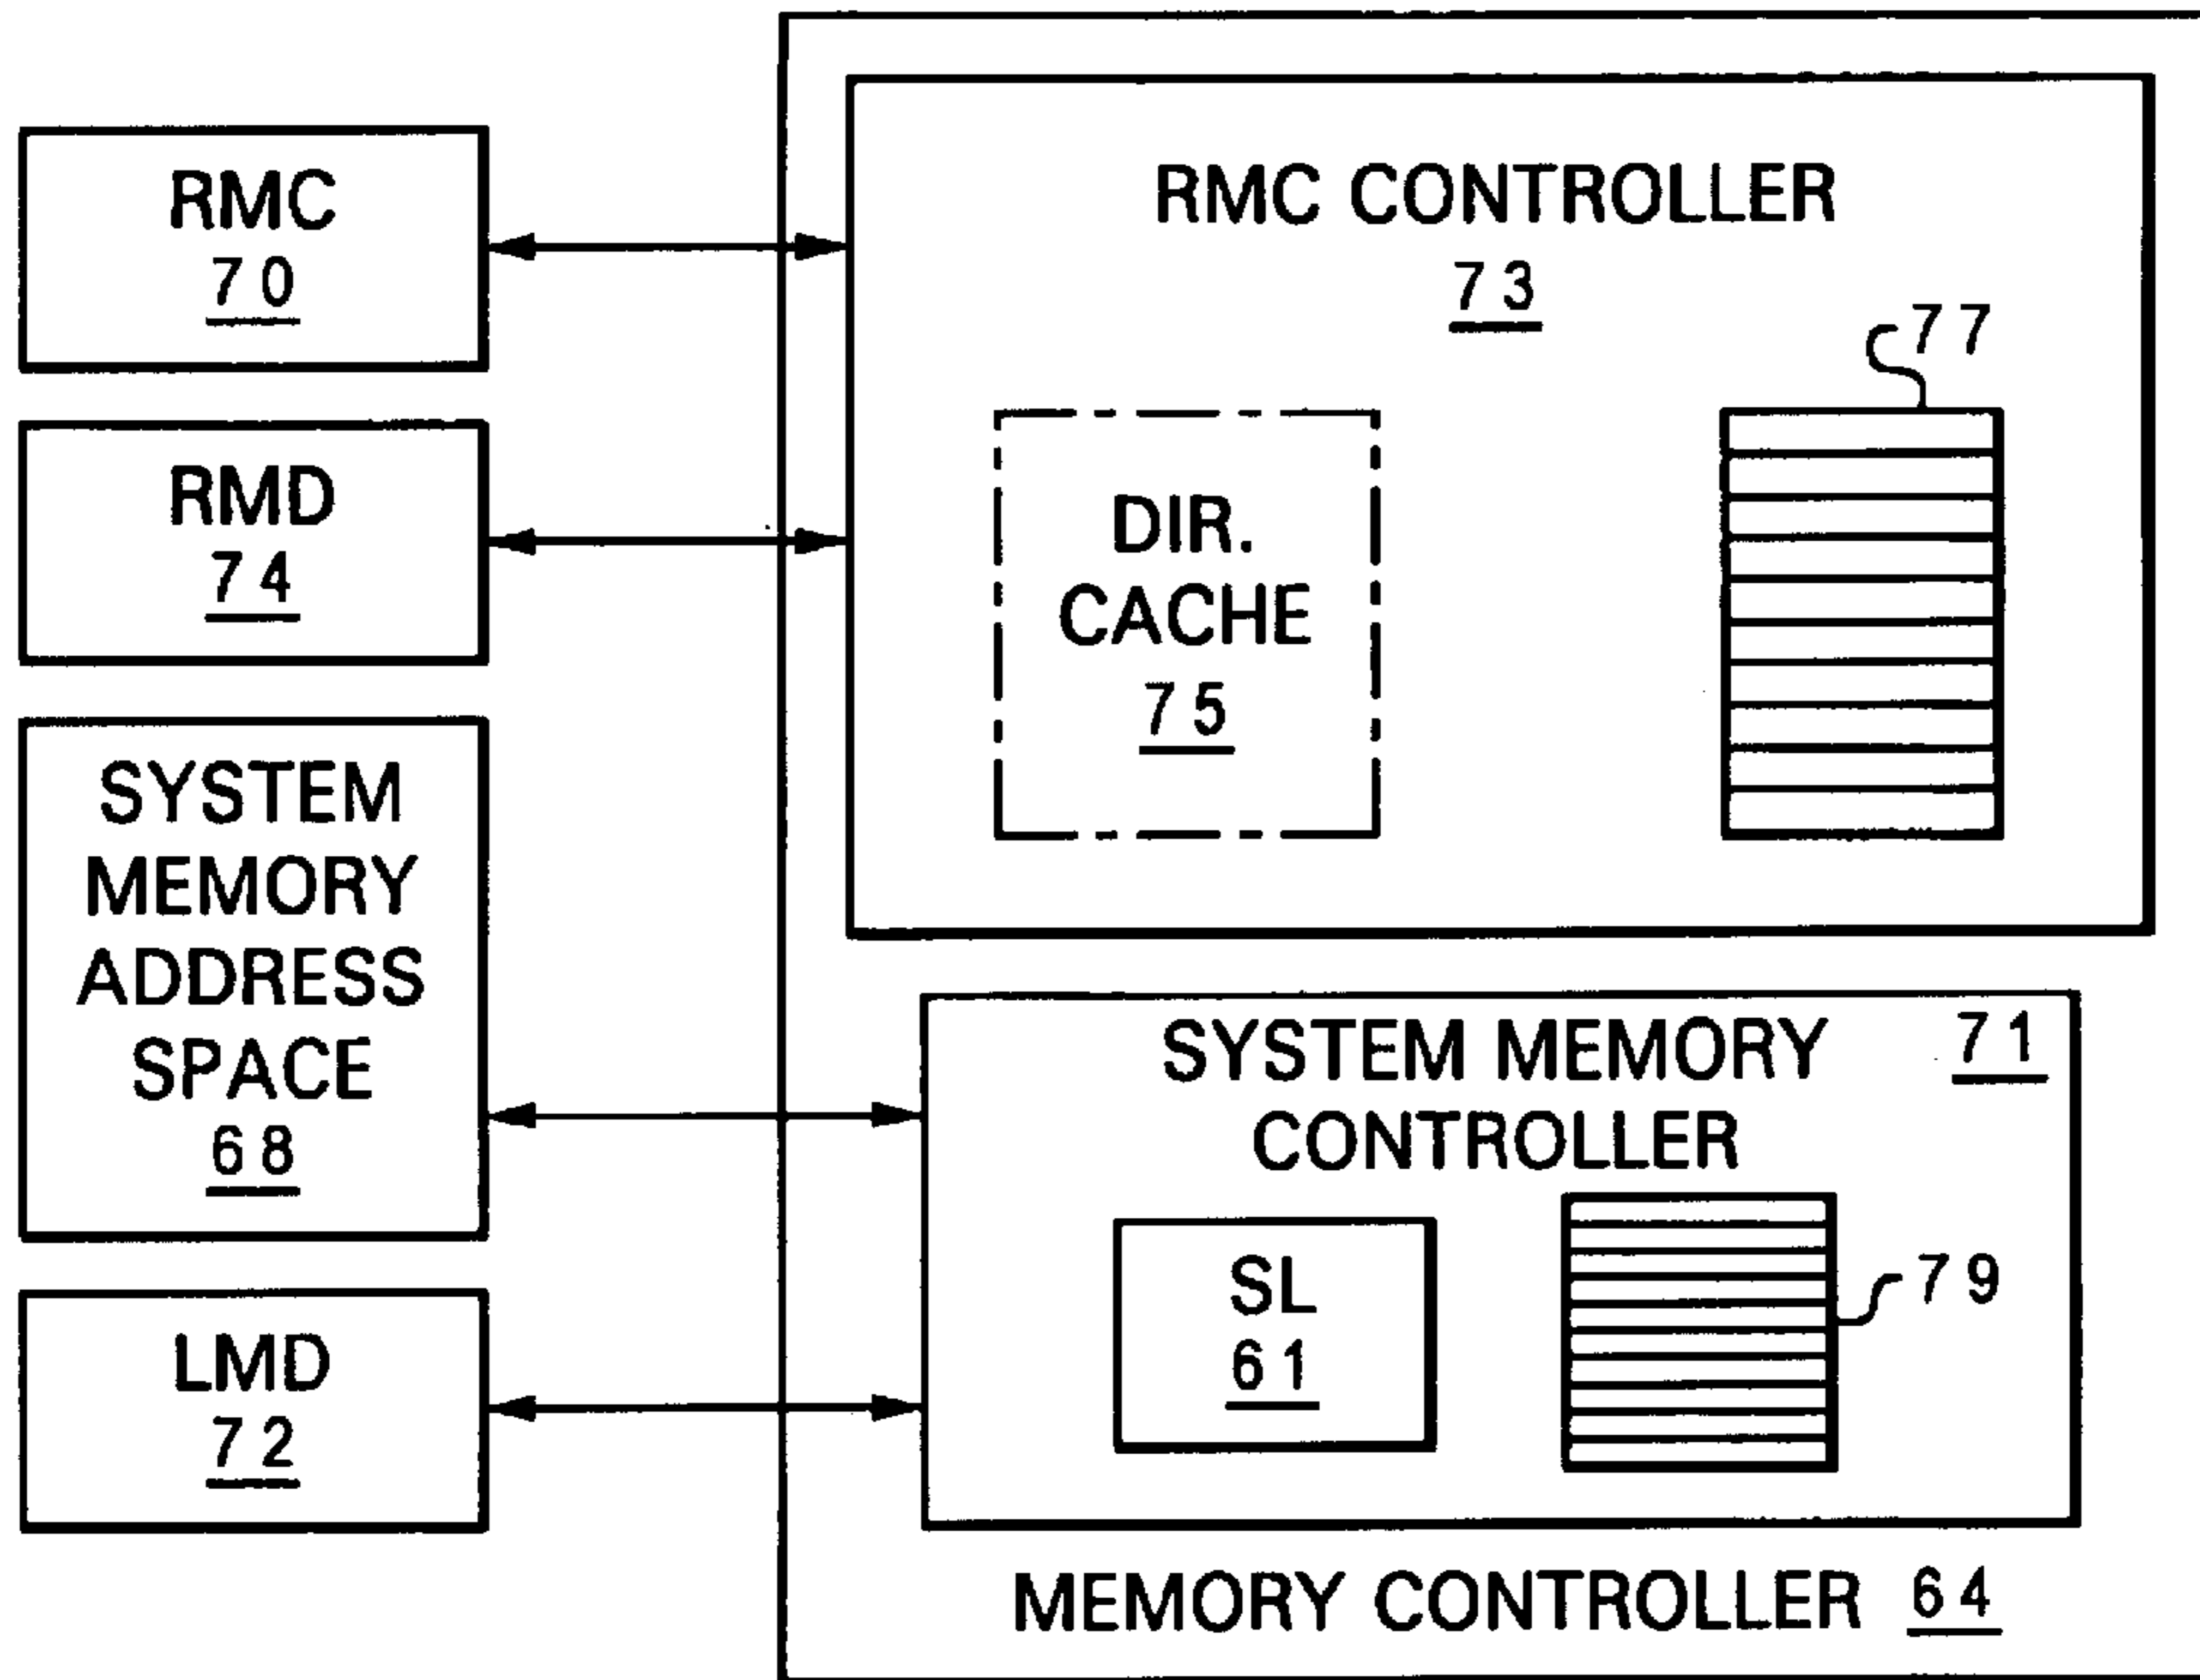 RMC
70
RMD
74
SYSTEM
MEMORY
ADDRESS
SPACE
68
LMD
72
RMC CONTROLLER
73
77
DIR.
CACHE
75
SYSTEM MEMORY 71
CONTROLLER
SL
61
79
MEMORY CONTROLLER 64